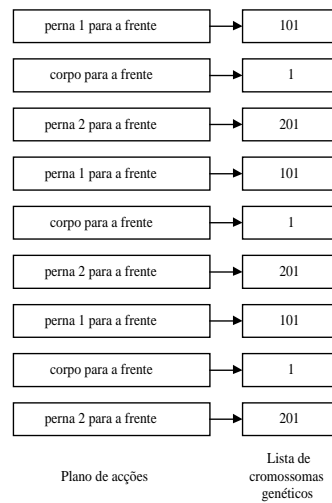 perna 1 para a frente 101
corpo para a frente 1
perna 2 para a frente 201
perna 1 para a frente 101
corpo para a frente 1
perna 2 para a frente 201
perna 1 para a frente 101
corpo para a frente 1
perna 2 para a frente 201
Plano de acções
Lista de
cromossomas
genéticos